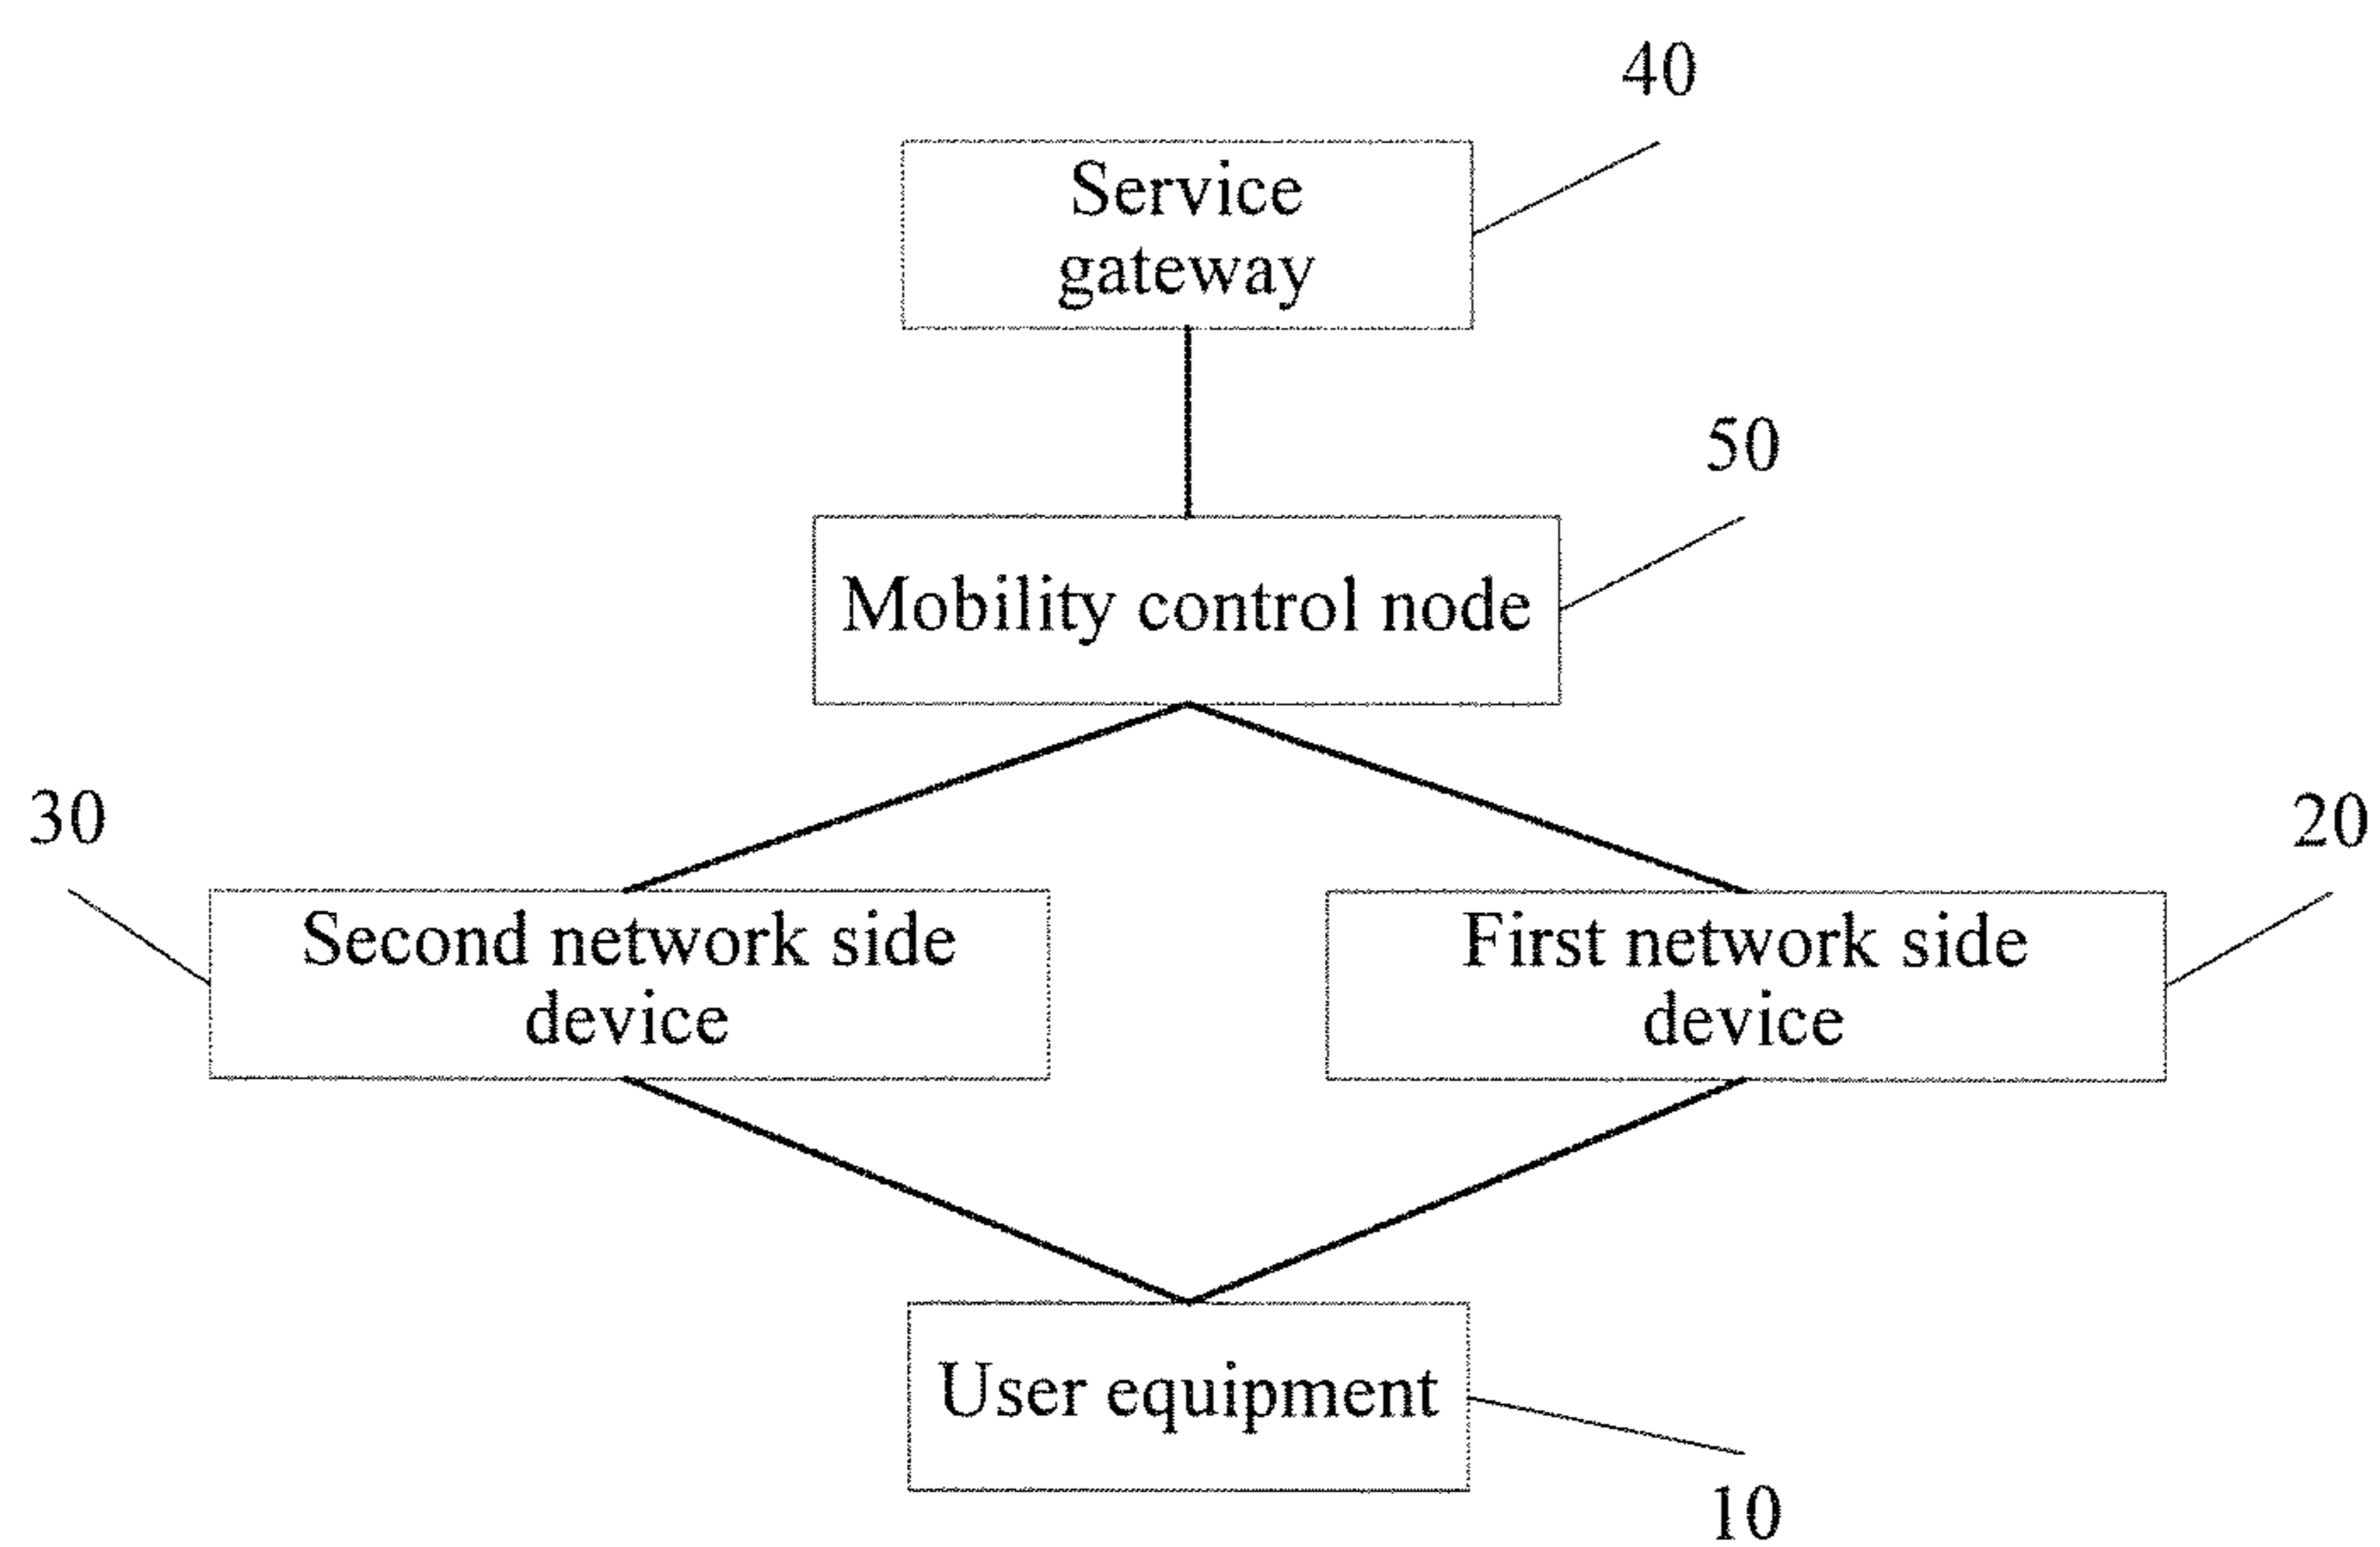 40
Service
gateway
50
Mobility control node
30
20
Second network side
device
First network side
device
User equipment
10